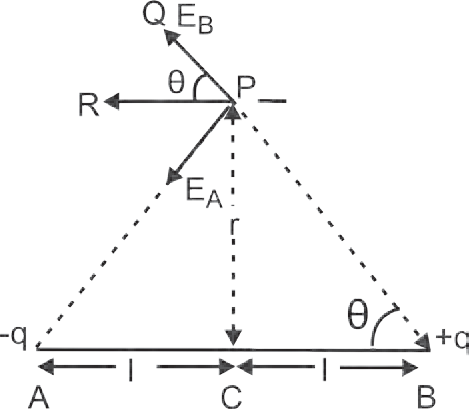 Q E_B
θ P
R
E_A
r
θ
-q +q
l l
A C B